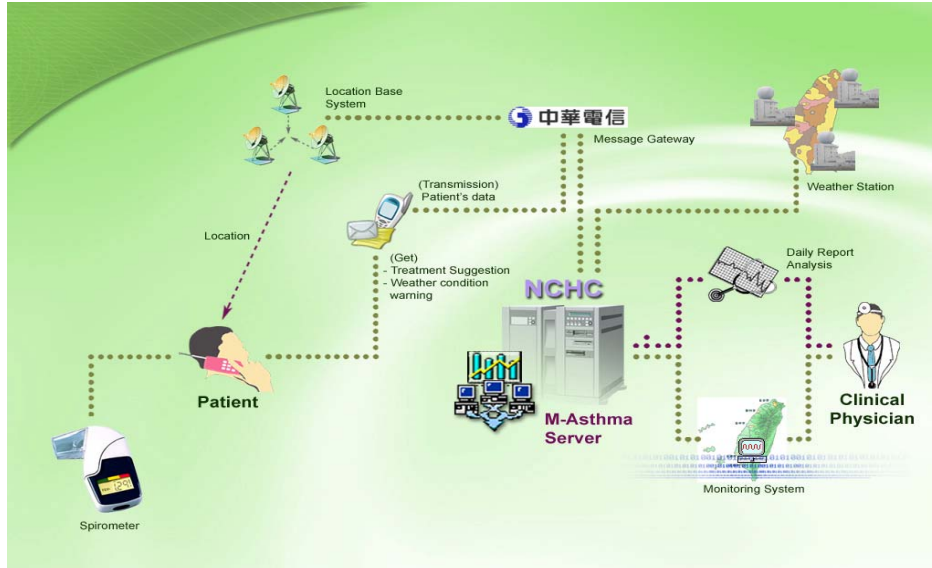 Location Base
System
中華電信
Message Gateway
Weather Station
(Transmission)
Patient's data
Location
(Get)
- Treatment Suggestion
- Weather condition
warning
Daily Report
Analysis
NCHC
Patient
M-Asthma
Server
Clinical
Physician
Monitoring System
Spirometer